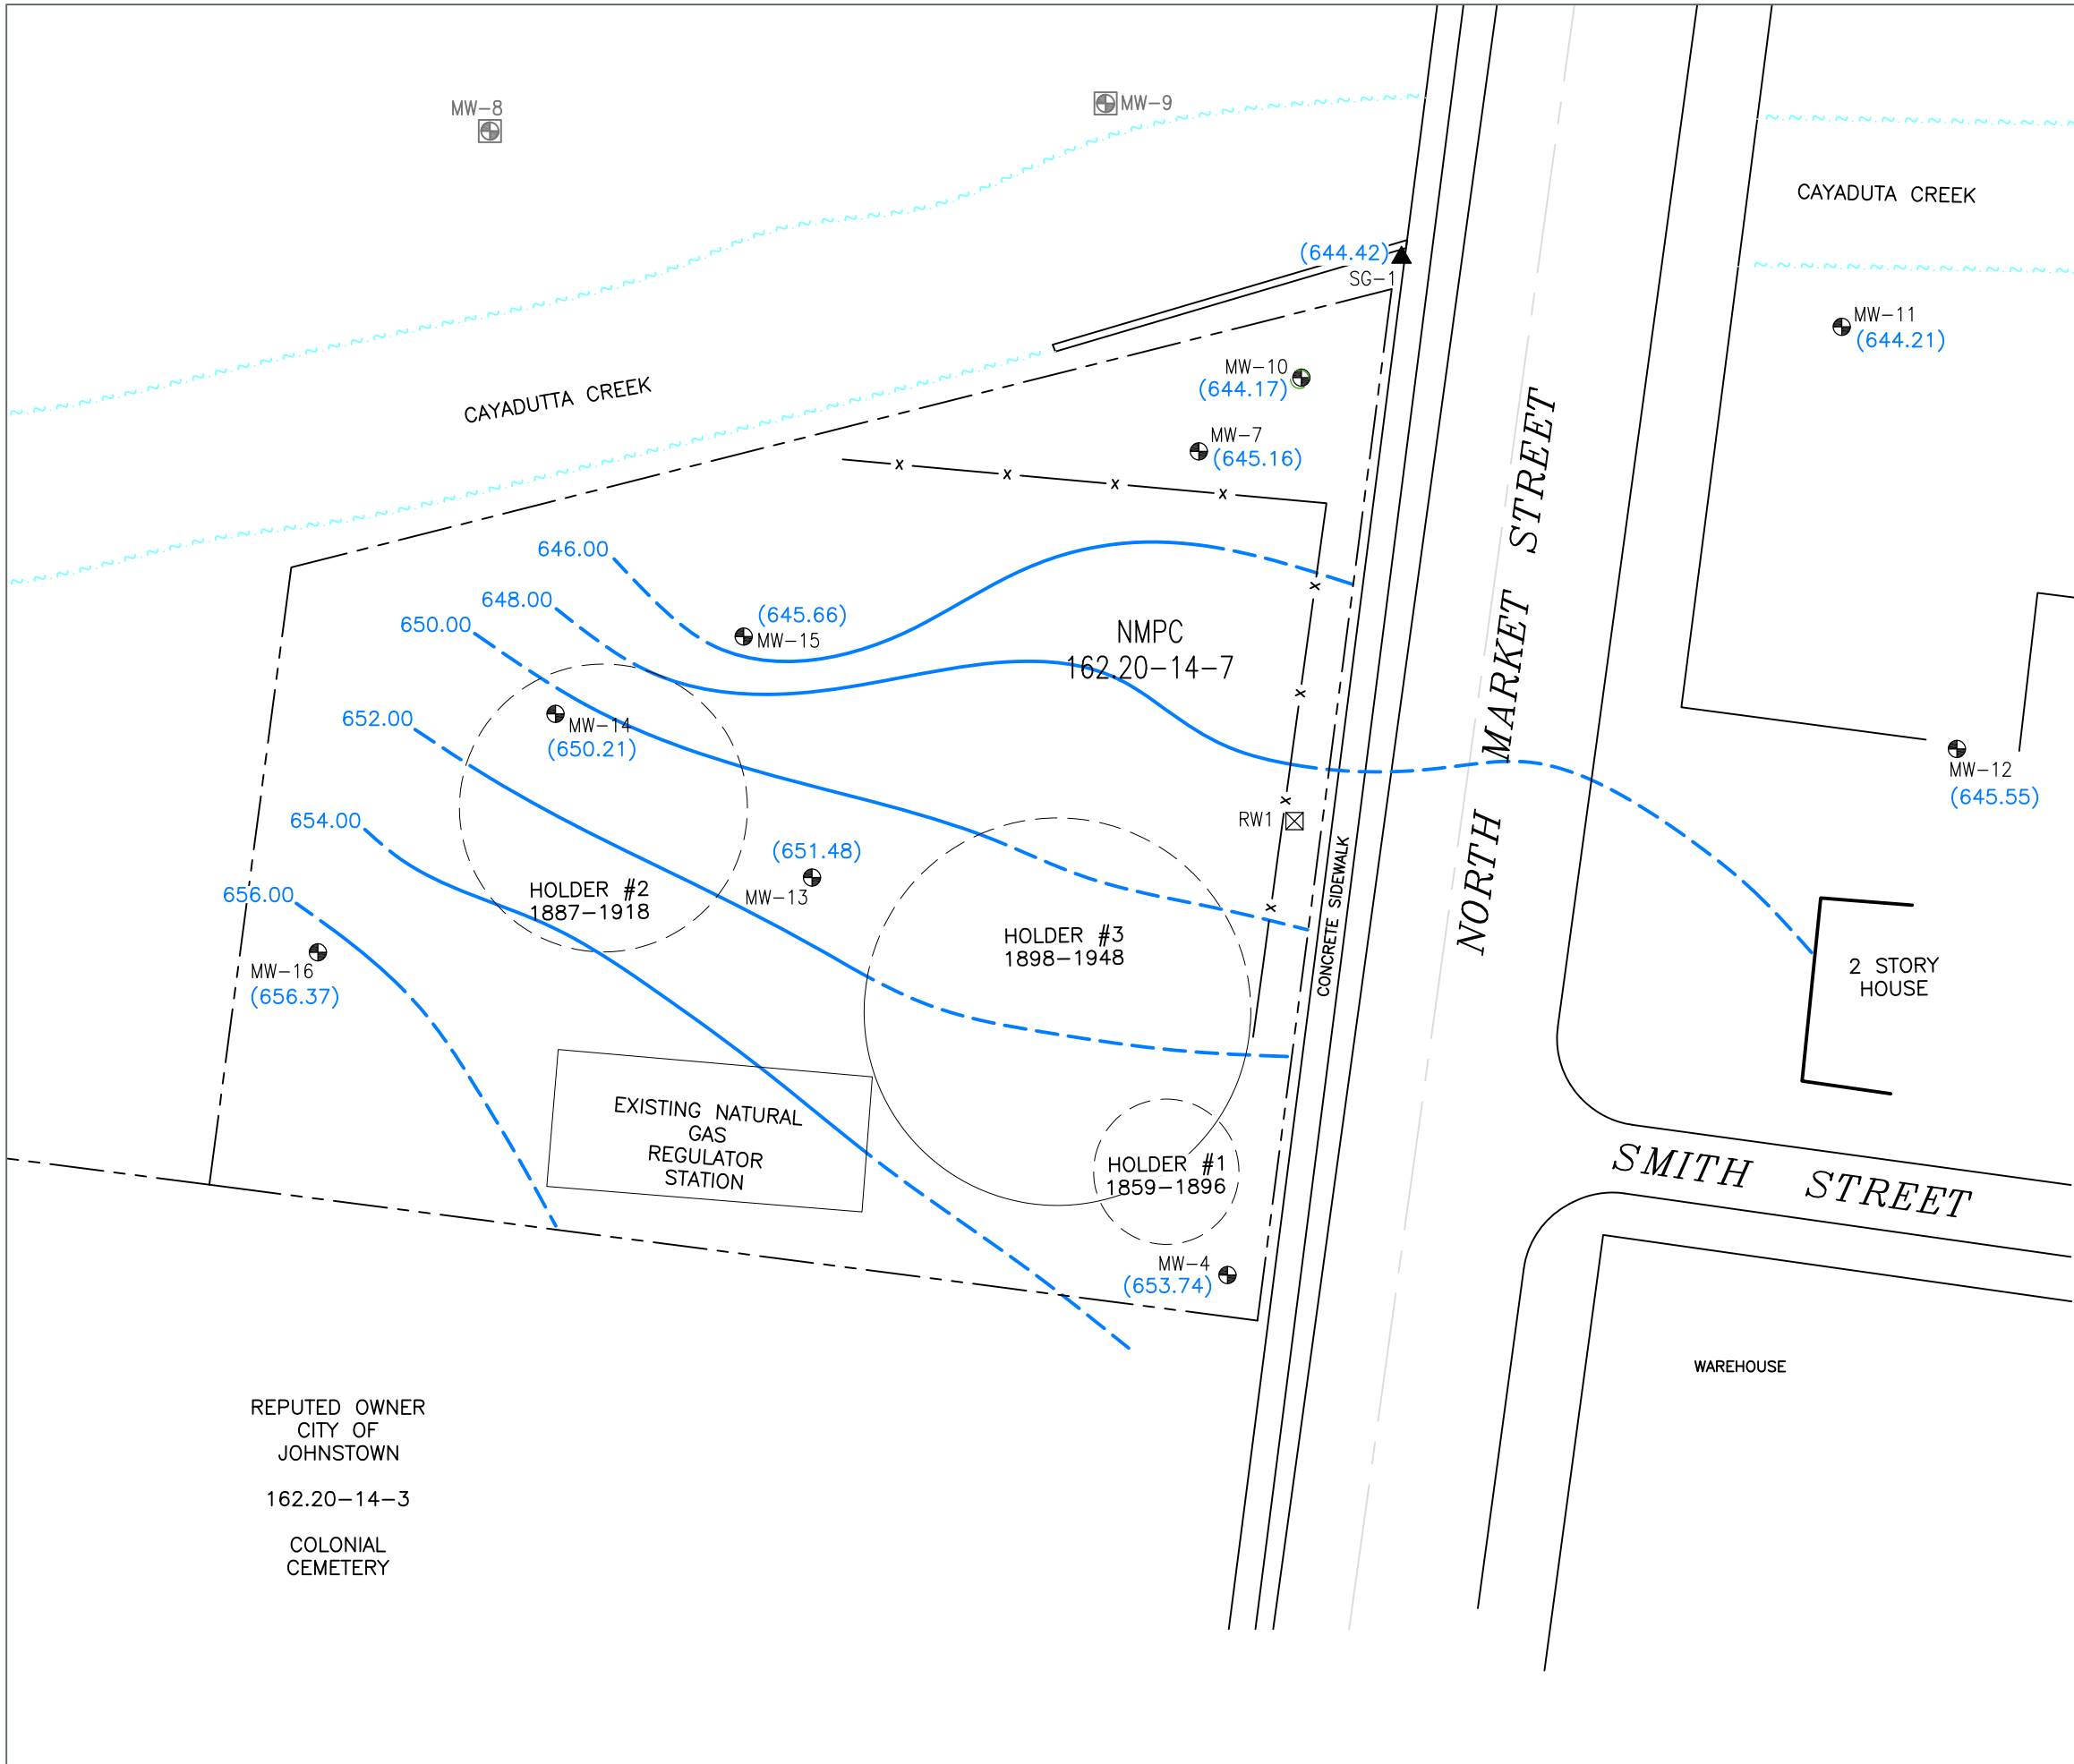 MW-8
MW-9
CAYADUTA CREEK
(644.42)
SG-1
MW-11
(644.21)
MW-10
(644.17)
CAYADUTTA CREEK
MW-7
(645.16)
646.00
648.00
650.00
(645.66)
MW-15
NMPC
162.20-14-7
652.00
MW-14
(650.21)
NORTH MARKET STREET
MW-12
(645.55)
654.00
RW1
(651.48)
MW-13
CONCRETE SIDEWALK
656.00
HOLDER #2
1887-1918
HOLDER #3
1898-1948
2 STORY
HOUSE
MW-16
(656.37)
EXISTING NATURAL
GAS
REGULATOR
STATION
HOLDER #1
1859-1896
SMITH STREET
MW-4
(653.74)
WAREHOUSE
REPUTED OWNER
CITY OF
JOHNSTOWN
162.20-14-3
COLONIAL
CEMETERY